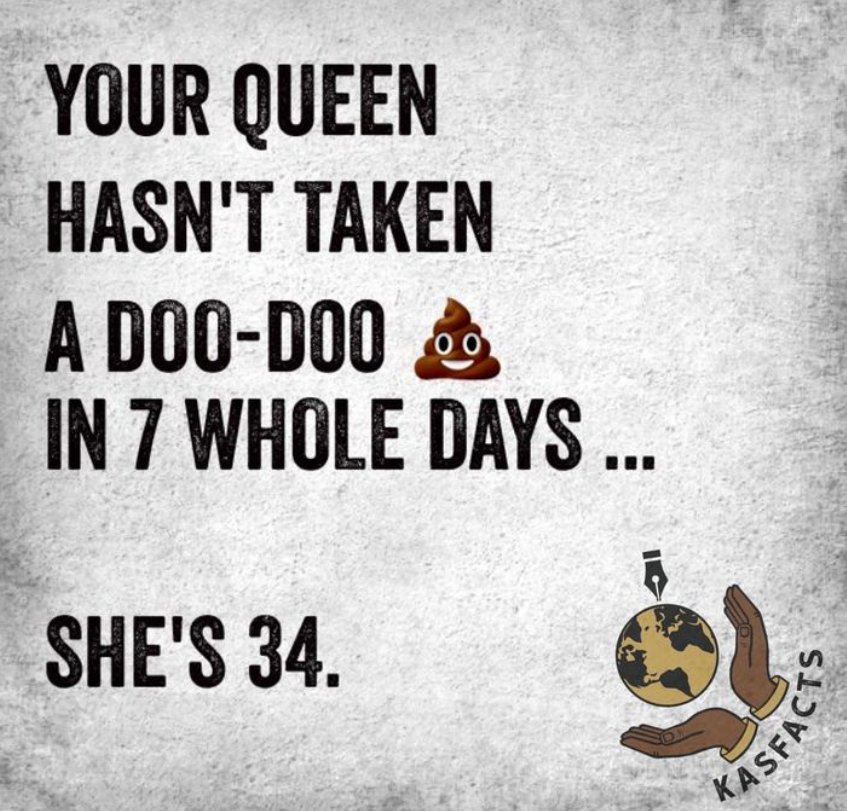 YOUR QUEEN
HASN'T TAKEN
A DOO-DOO 💩
IN 7 WHOLE DAYS ...
SHE'S 34.
KASFACTS